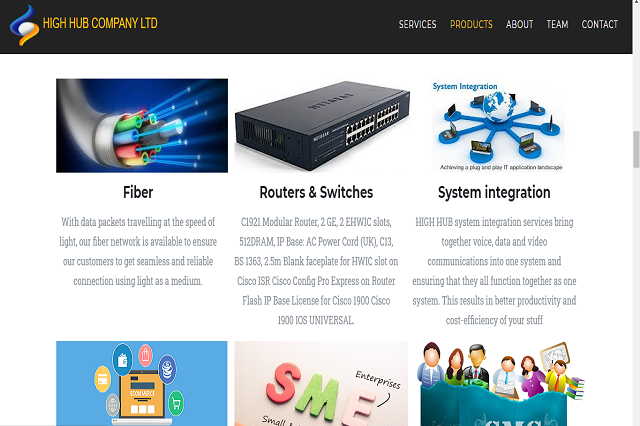 HIGH HUB COMPANY LTD
SERVICES PRODUCTS ABOUT TEAM CONTACT
NETGEAR
System Integration
Achieving a plug and play IT application landscape
Fiber
With data packets travelling at the speed of
light, our fiber network is available to ensure
our customers to get seamless and reliable
connection using light as a medium.
Routers & Switches
C1921 Modular Router, 2 GE, 2 EHWIC slots,
512DRAM, IP Base: AC Power Cord (UK), C13,
BS 1363, 2.5m Blank faceplate for HWIC slot on
Cisco ISR Cisco Config Pro Express on Router
Flash IP Base License for Cisco 1900 Cisco
1900 IOS UNIVERSAL.
System integration
HIGH HUB system integration services bring
together voice, data and video
communications into one system and
ensuring that they all function together as one
system. This results in better productivity and
cost-efficiency of your stuff
ECOMMERCE
SME
Enterprises
Small &